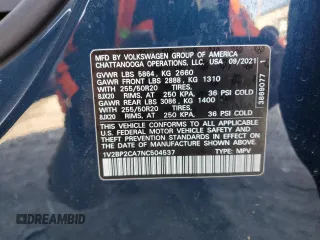 MFD. BY VOLKSWAGEN GROUP OF AMERICA
CHATTANOOGA OPERATIONS, LLC. USA 09/2021
GVWR LBS 5864, KG 2660
GAWR FRONT LBS 2888, KG 1310
WITH 255/50R20 TIRES,
8JX20 RIMS, AT 250 KPA. 36 PSI COLD
GAWR REAR LBS 3086, KG 1400
WITH 255/50R20 TIRES,
8JX20 RIMS, AT 250 KPA. 36 PSI COLD
THIS VEHICLE CONFORMS TO ALL APPLICABLE
U.S. FEDERAL MOTOR VEHICLE SAFETY AND
THEFT PREVENTION STANDARDS IN EFFECT ON
THE DATE OF MANUFACTURE SHOWN ABOVE.
1V2BP2CA7NC504537 TYPE: MPV
3869077
DREAMBID